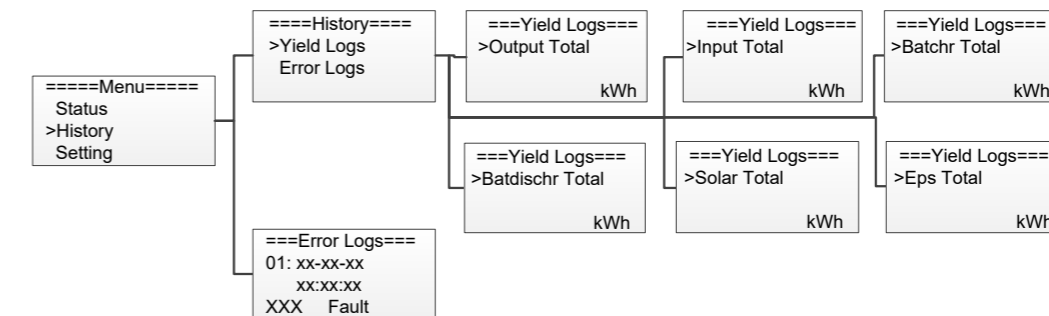 =====Menu=====
Status
>History
Setting
====History====
>Yield Logs
Error Logs
===Yield Logs===
>Output Total
kWh
===Yield Logs===
>Input Total
kWh
===Yield Logs===
>Batchr Total
kWh
===Yield Logs===
>Batdischr Total
kWh
===Yield Logs===
>Solar Total
kWh
===Yield Logs===
>Eps Total
kWh
===Error Logs===
01: xx-xx-xx
xx:xx:xx
XXX Fault